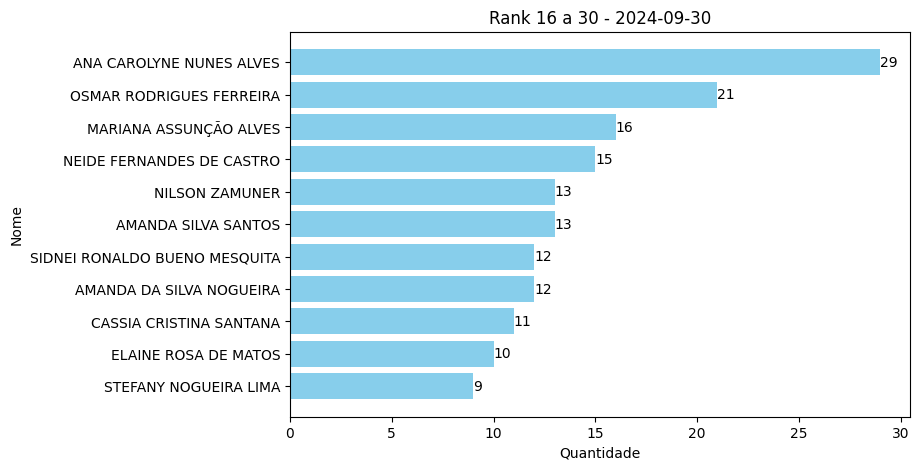 Rank 16 a 30 - 2024-09-30
ANA CAROLYNE NUNES ALVES 29
OSMAR RODRIGUES FERREIRA 21
MARIANA ASSUNÇÃO ALVES 16
NEIDE FERNANDES DE CASTRO 15
NILSON ZAMUNER 13
AMANDA SILVA SANTOS 13
SIDNEI RONALDO BUENO MESQUITA 12
AMANDA DA SILVA NOGUEIRA 12
CASSIA CRISTINA SANTANA 11
ELAINE ROSA DE MATOS 10
STEFANY NOGUEIRA LIMA 9
Nome
0 5 10 15 20 25 30
Quantidade